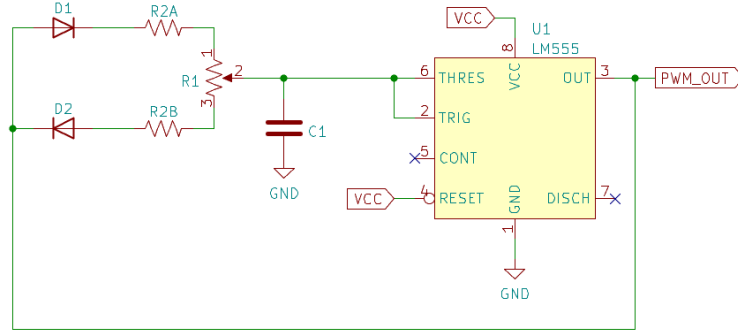 D1
R2A
1
R1
2
3
D2
R2B
C1
GND
VCC
U1
LM555
8
VCC
6
THRES
2
TRIG
5
CONT
VCC
4
RESET
OUT
3
PWM_OUT
DISCH
7
GND
1
GND